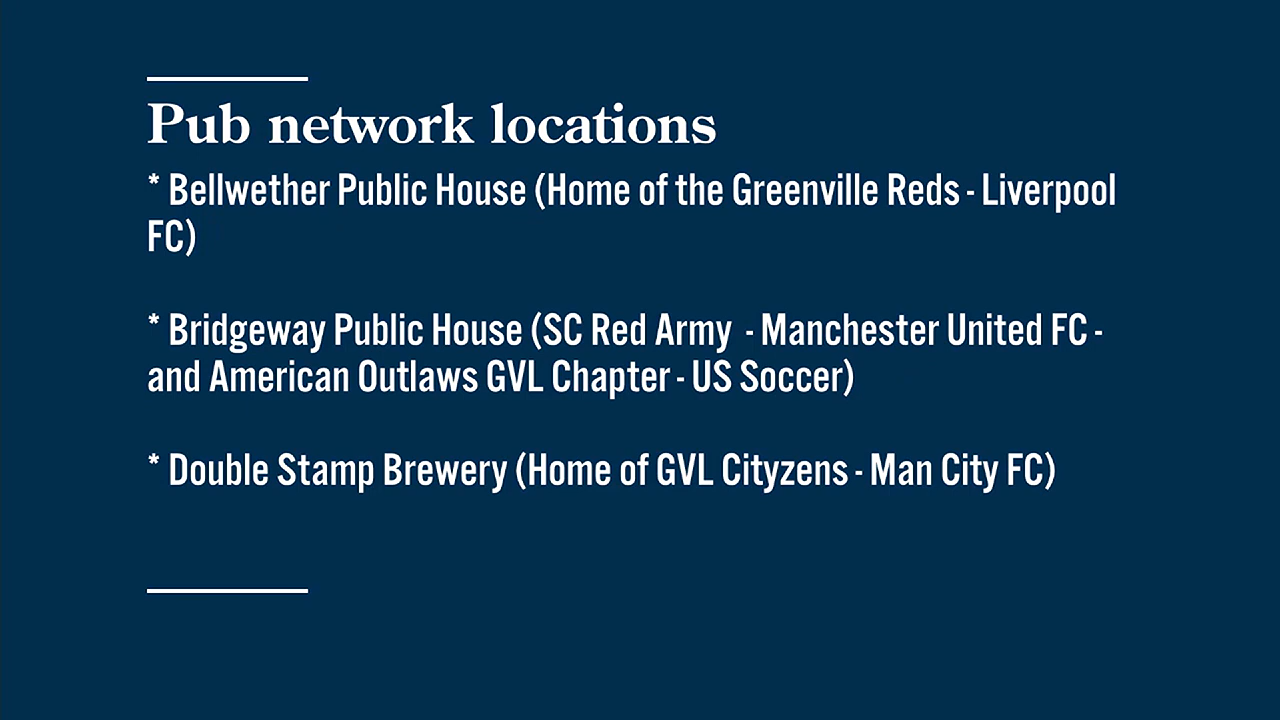 Pub network locations
* Bellwether Public House (Home of the Greenville Reds - Liverpool
FC)
* Bridgeway Public House (SC Red Army  - Manchester United FC -
and American Outlaws GVL Chapter - US Soccer)
* Double Stamp Brewery (Home of GVL Cityzens - Man City FC)